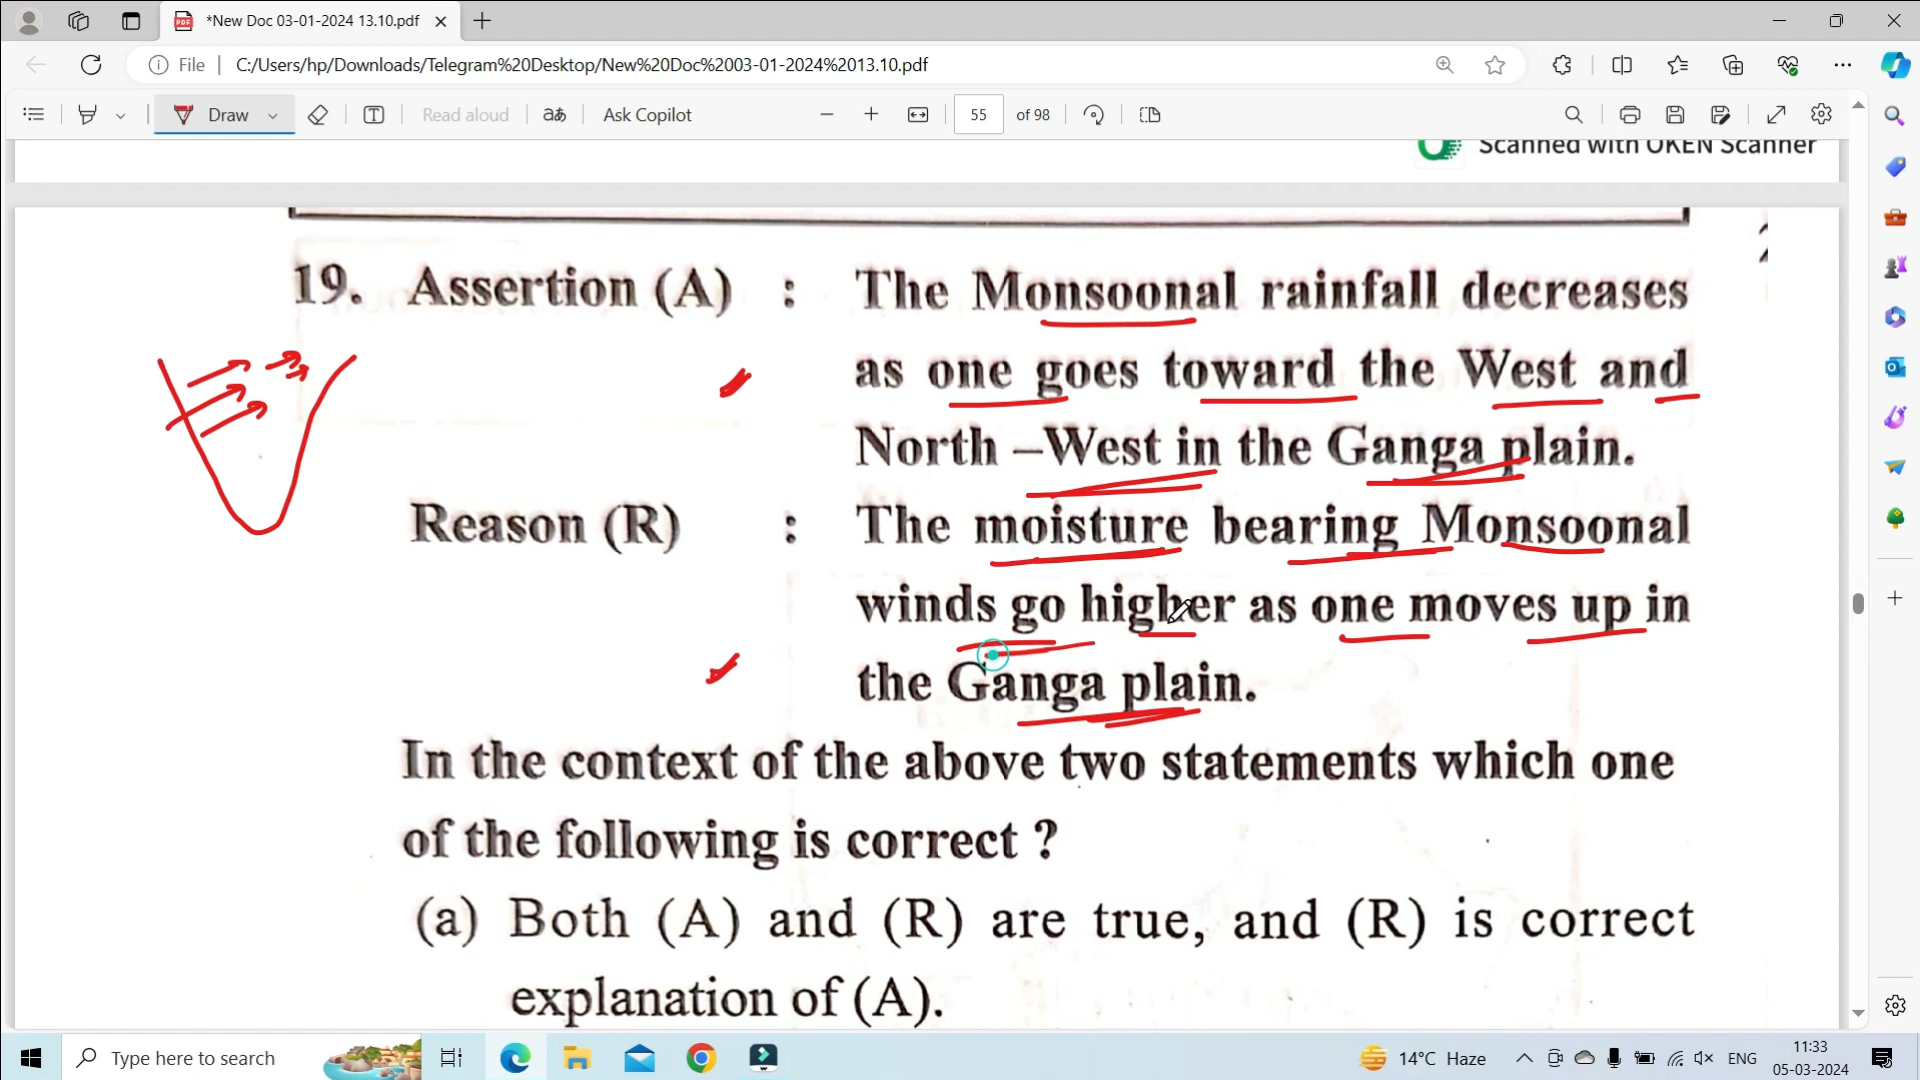 *New Doc 03-01-2024 13.10.pdf
File
C:/Users/hp/Downloads/Telegram%20Desktop/New%20Doc%2003-01-2024%2013.10.pdf
Draw
Read aloud
aあ
Ask Copilot
55 of 98
Scanned with OKEN Scanner
19. Assertion (A) : The Monsoonal rainfall decreases
as one goes toward the West and
North –West in the Ganga plain.
Reason (R) : The moisture bearing Monsoonal
winds go higher as one moves up in
the Ganga plain.
In the context of the above two statements which one
of the following is correct ?
(a) Both (A) and (R) are true, and (R) is correct
explanation of (A).
Type here to search
14°C Haze
ENG
11:33
05-03-2024